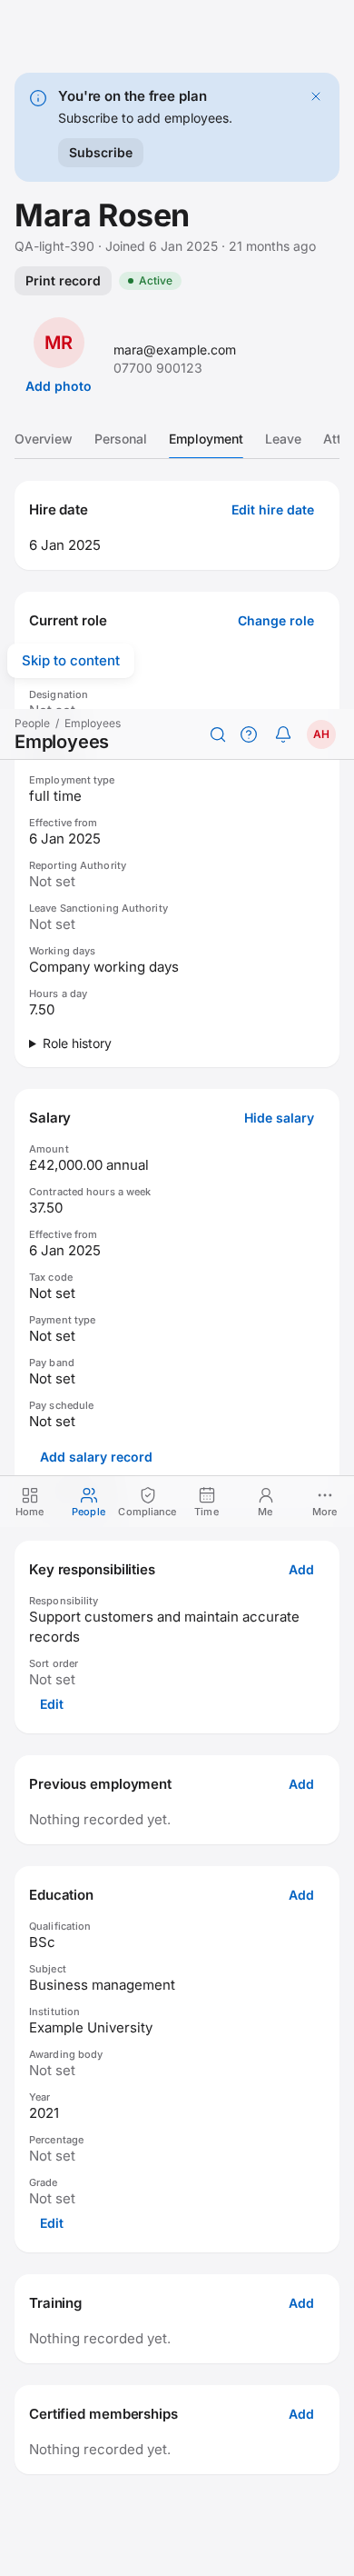 You're on the free plan
Subscribe to add employees.
Subscribe
Mara Rosen
QA-light-390 · Joined 6 Jan 2025 · 21 months ago
Print record
Active
MR
Add photo
mara@example.com
07700 900123
Overview Personal Employment Leave
Hire date Edit hire date
6 Jan 2025
Current role Change role
Skip to content
Designation
People / Employees
Employees
AH
Employment type
full time
Effective from
6 Jan 2025
Reporting Authority
Not set
Leave Sanctioning Authority
Not set
Working days
Company working days
Hours a day
7.50
Role history
Salary Hide salary
Amount
£42,000.00 annual
Contracted hours a week
37.50
Effective from
6 Jan 2025
Tax code
Not set
Payment type
Not set
Pay band
Not set
Pay schedule
Not set
Add salary record
Home People Compliance Time Me More
Key responsibilities Add
Responsibility
Support customers and maintain accurate
records
Sort order
Not set
Edit
Previous employment Add
Nothing recorded yet.
Education Add
Qualification
BSc
Subject
Business management
Institution
Example University
Awarding body
Not set
Year
2021
Percentage
Not set
Grade
Not set
Edit
Training Add
Nothing recorded yet.
Certified memberships Add
Nothing recorded yet.